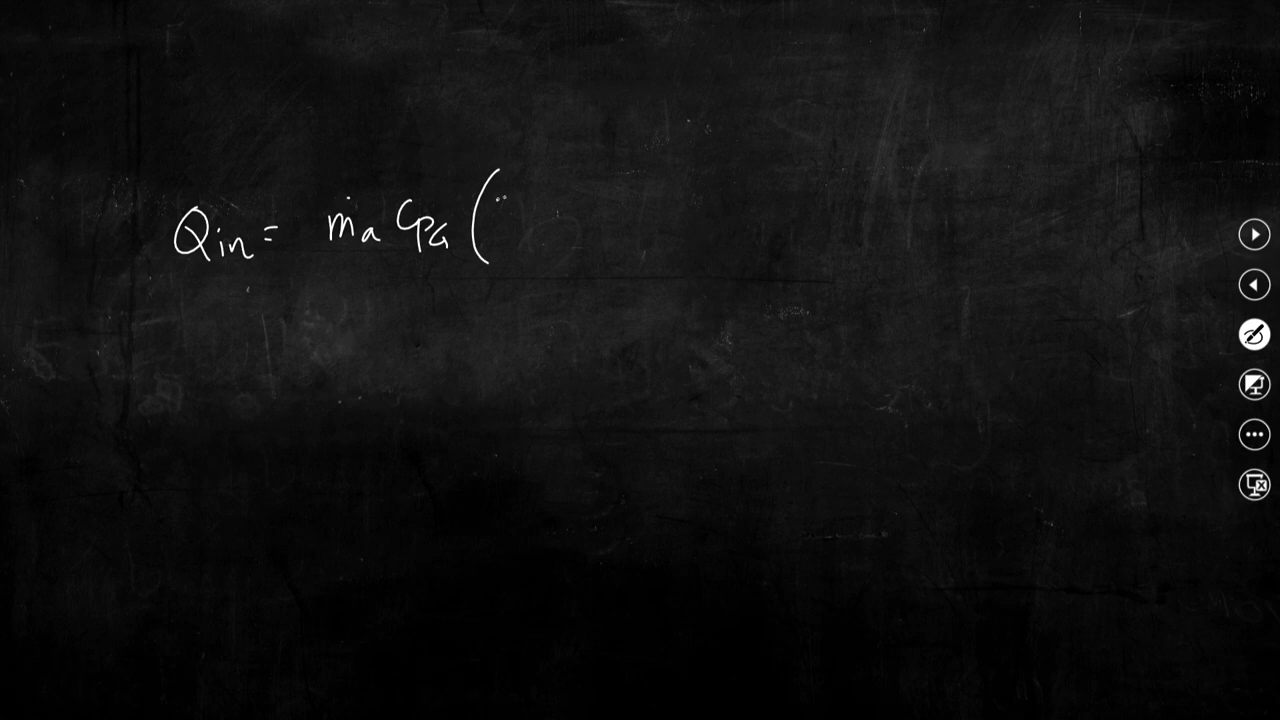 Qin = ṁa Cpa (